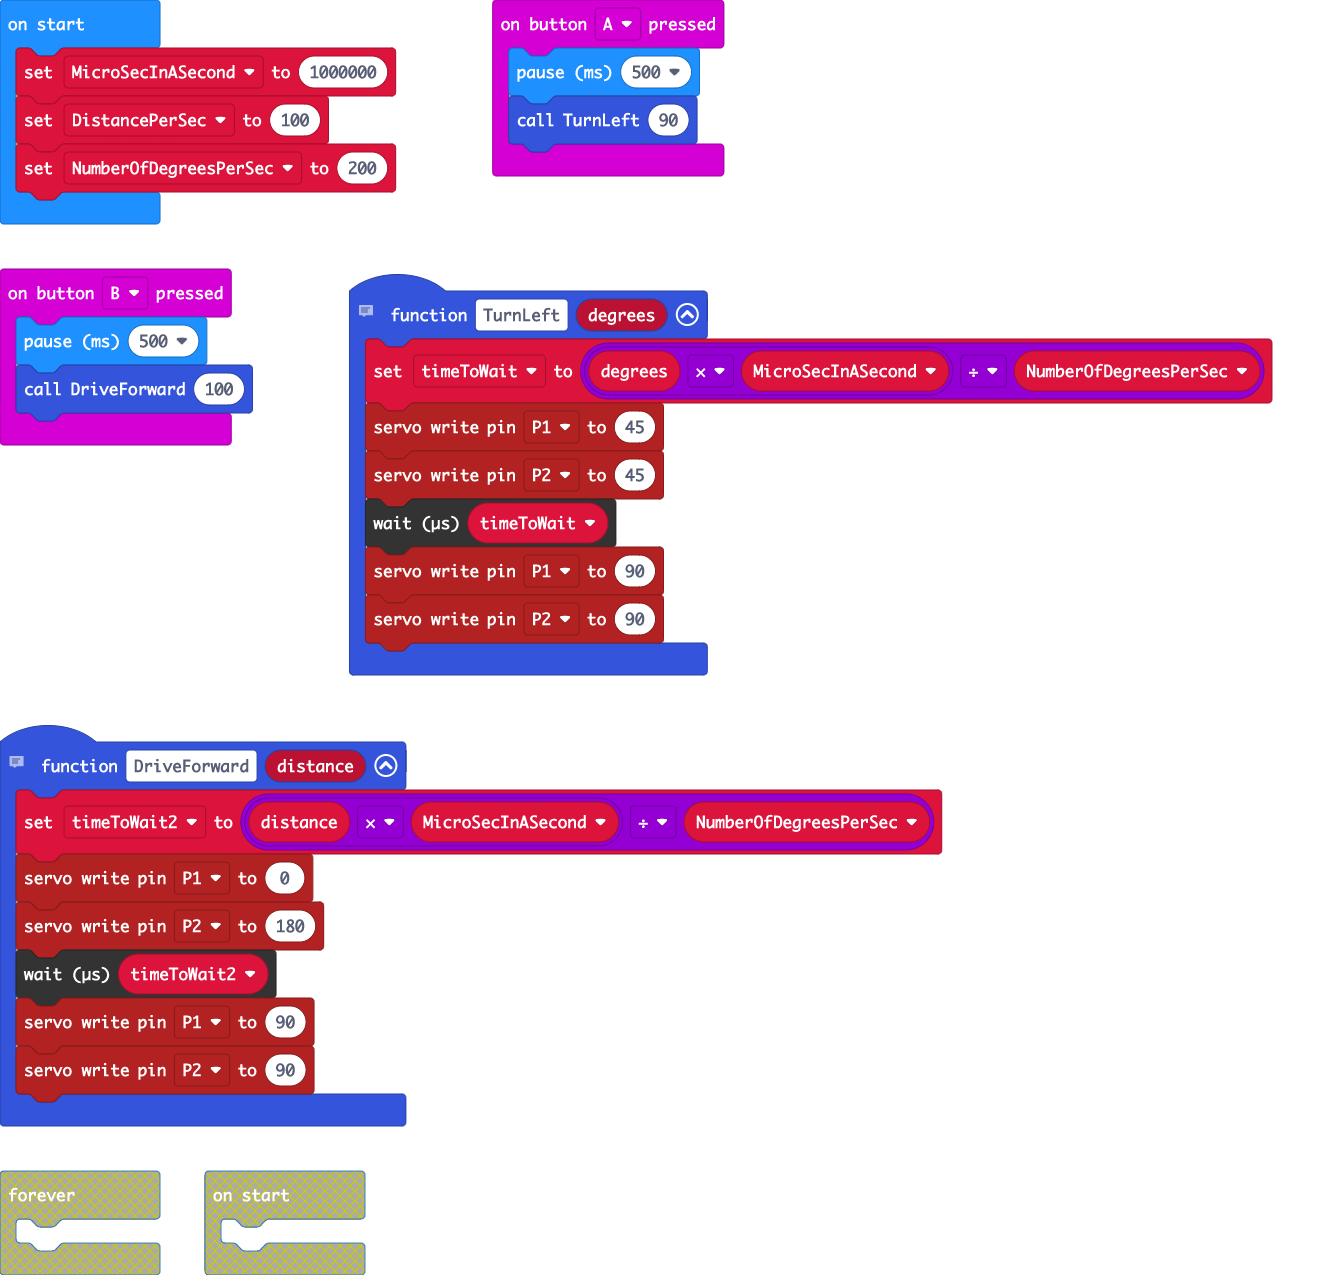 on start
set MicroSecInASecond to 1000000
set DistancePerSec to 100
set NumberOfDegreesPerSec to 200
on button A pressed
pause (ms) 500
call TurnLeft 90
on button B pressed
pause (ms) 500
call DriveForward 100
function TurnLeft degrees
set timeToWait to degrees × MicroSecInASecond ÷ NumberOfDegreesPerSec
servo write pin P1 to 45
servo write pin P2 to 45
wait (µs) timeToWait
servo write pin P1 to 90
servo write pin P2 to 90
function DriveForward distance
set timeToWait2 to distance × MicroSecInASecond ÷ NumberOfDegreesPerSec
servo write pin P1 to 0
servo write pin P2 to 180
wait (µs) timeToWait2
servo write pin P1 to 90
servo write pin P2 to 90
forever
on start